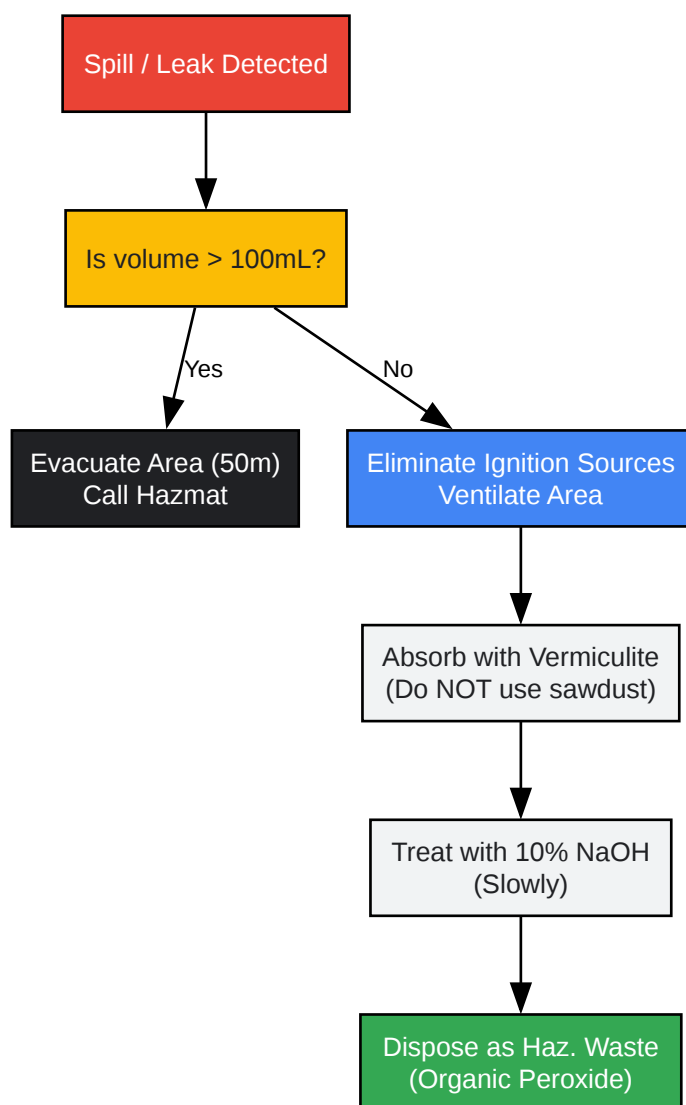 Spill / Leak Detected
Is volume > 100mL?
Yes
No
Evacuate Area (50m)
Call Hazmat
Eliminate Ignition Sources
Ventilate Area
Absorb with Vermiculite
(Do NOT use sawdust)
Treat with 10% NaOH
(Slowly)
Dispose as Haz. Waste
(Organic Peroxide)